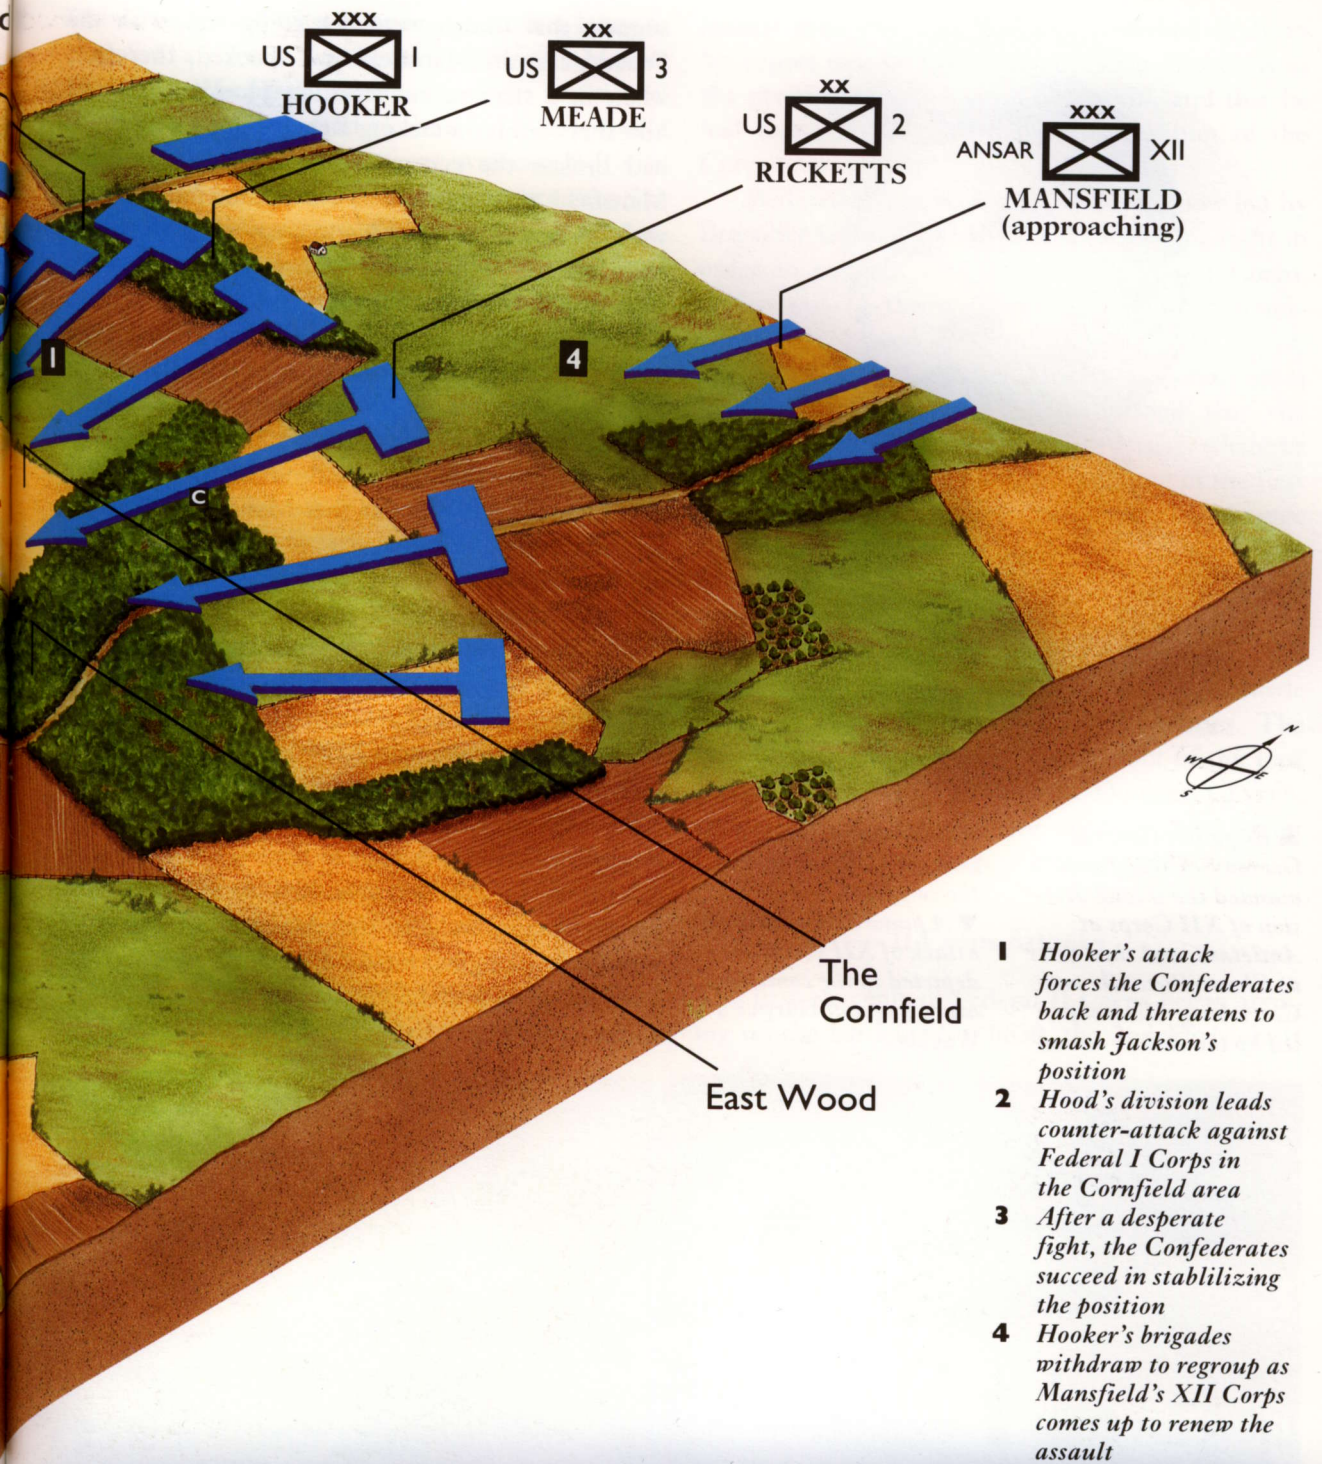 xxx
US I
HOOKER
xx
US 3
MEADE
xx
US 2
RICKETTS
xxx
ANSAR XII
MANSFIELD
(approaching)
1
4
C
N
W
E
S
The
Cornfield
East Wood
1 Hooker's attack
forces the Confederates
back and threatens to
smash Jackson's
position
2 Hood's division leads
counter-attack against
Federal I Corps in
the Cornfield area
3 After a desperate
fight, the Confederates
succeed in stablilizing
the position
4 Hooker's brigades
withdraw to regroup as
Mansfield's XII Corps
comes up to renew the
assault